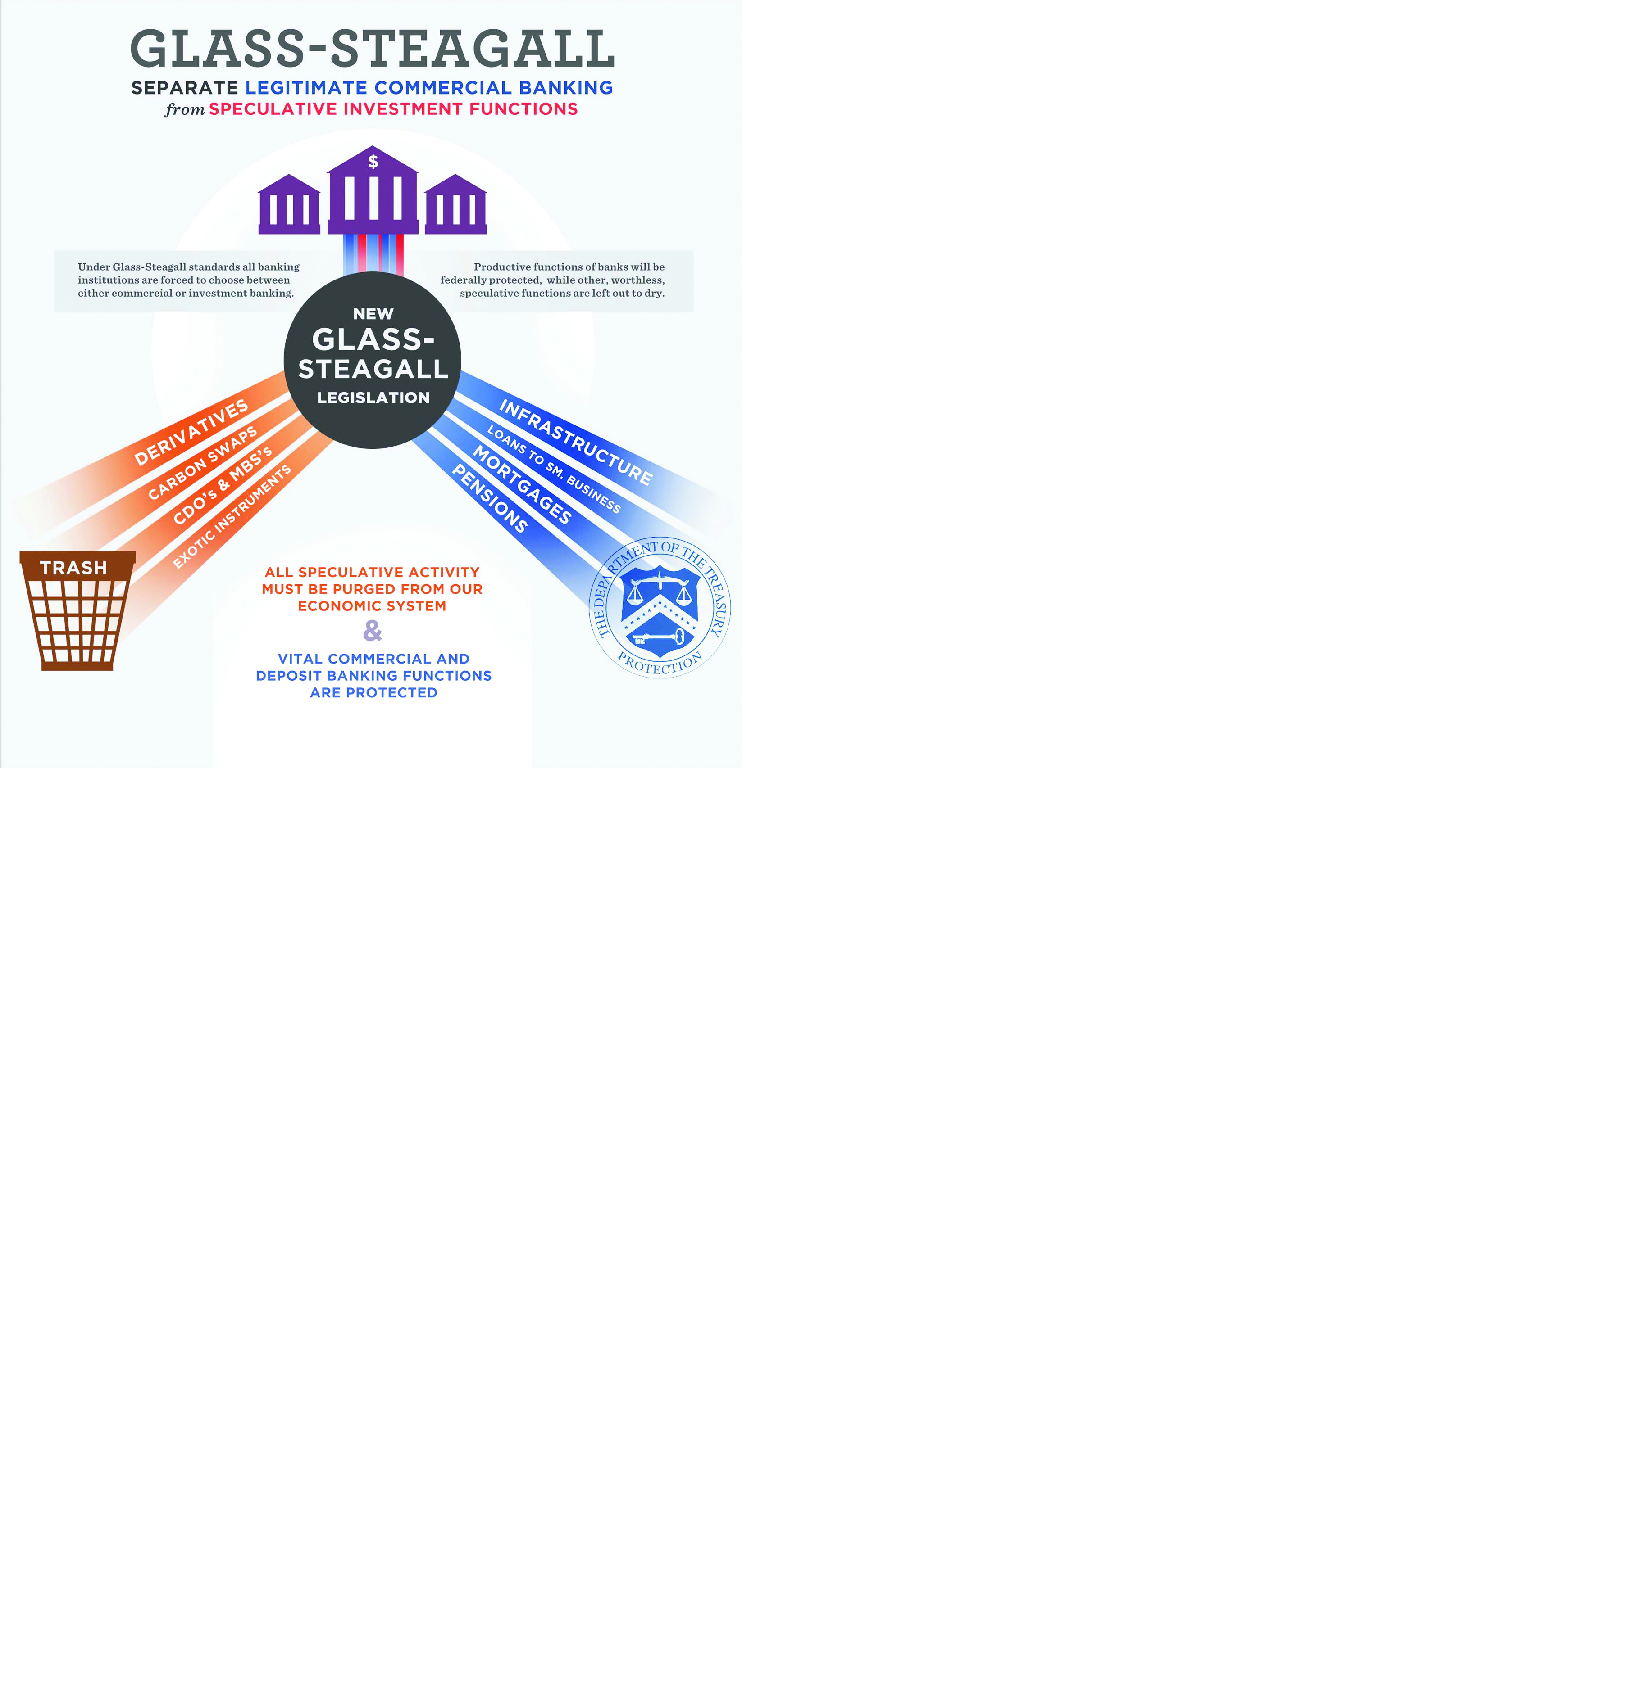 GLASS-STEAGALL
SEPARATE LEGITIMATE COMMERCIAL BANKING
from SPECULATIVE INVESTMENT FUNCTIONS
$
Under Glass-Steagall standards all banking
institutions are forced to choose between
either commercial or investment banking.
Productive functions of banks will be
federally protected, while other, worthless,
speculative functions are left out to dry.
NEW
GLASS-
STEAGALL
LEGISLATION
DERIVATIVES
CARBON SWAPS
CDO's & MBS's
EXOTIC INSTRUMENTS
INFRASTRUCTURE
LOANS TO SM. BUSINESS
MORTGAGES
PENSIONS
TRASH
THE DEPARTMENT OF THE TREASURY
PROTECTION
ALL SPECULATIVE ACTIVITY
MUST BE PURGED FROM OUR
ECONOMIC SYSTEM
&
VITAL COMMERCIAL AND
DEPOSIT BANKING FUNCTIONS
ARE PROTECTED